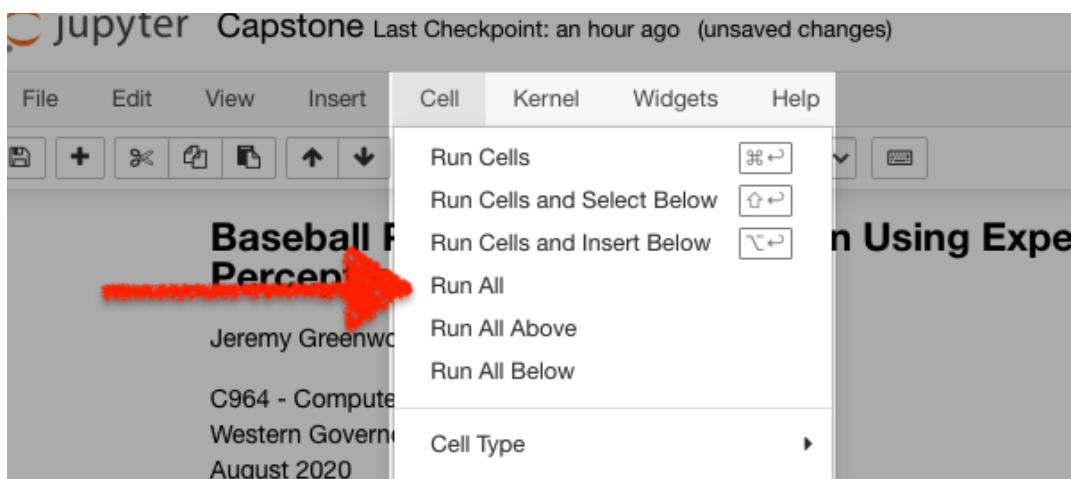 jupyter Capstone Last Checkpoint: an hour ago (unsaved changes)
File Edit View Insert Cell Kernel Widgets Help
Run Cells ⌘↩
Run Cells and Select Below ⇧↩
Run Cells and Insert Below ⌥↩
Run All
Run All Above
Run All Below
Cell Type
Baseball n Using Expe
Jeremy Greenwo
C964 - Compute
Western Govern
August 2020